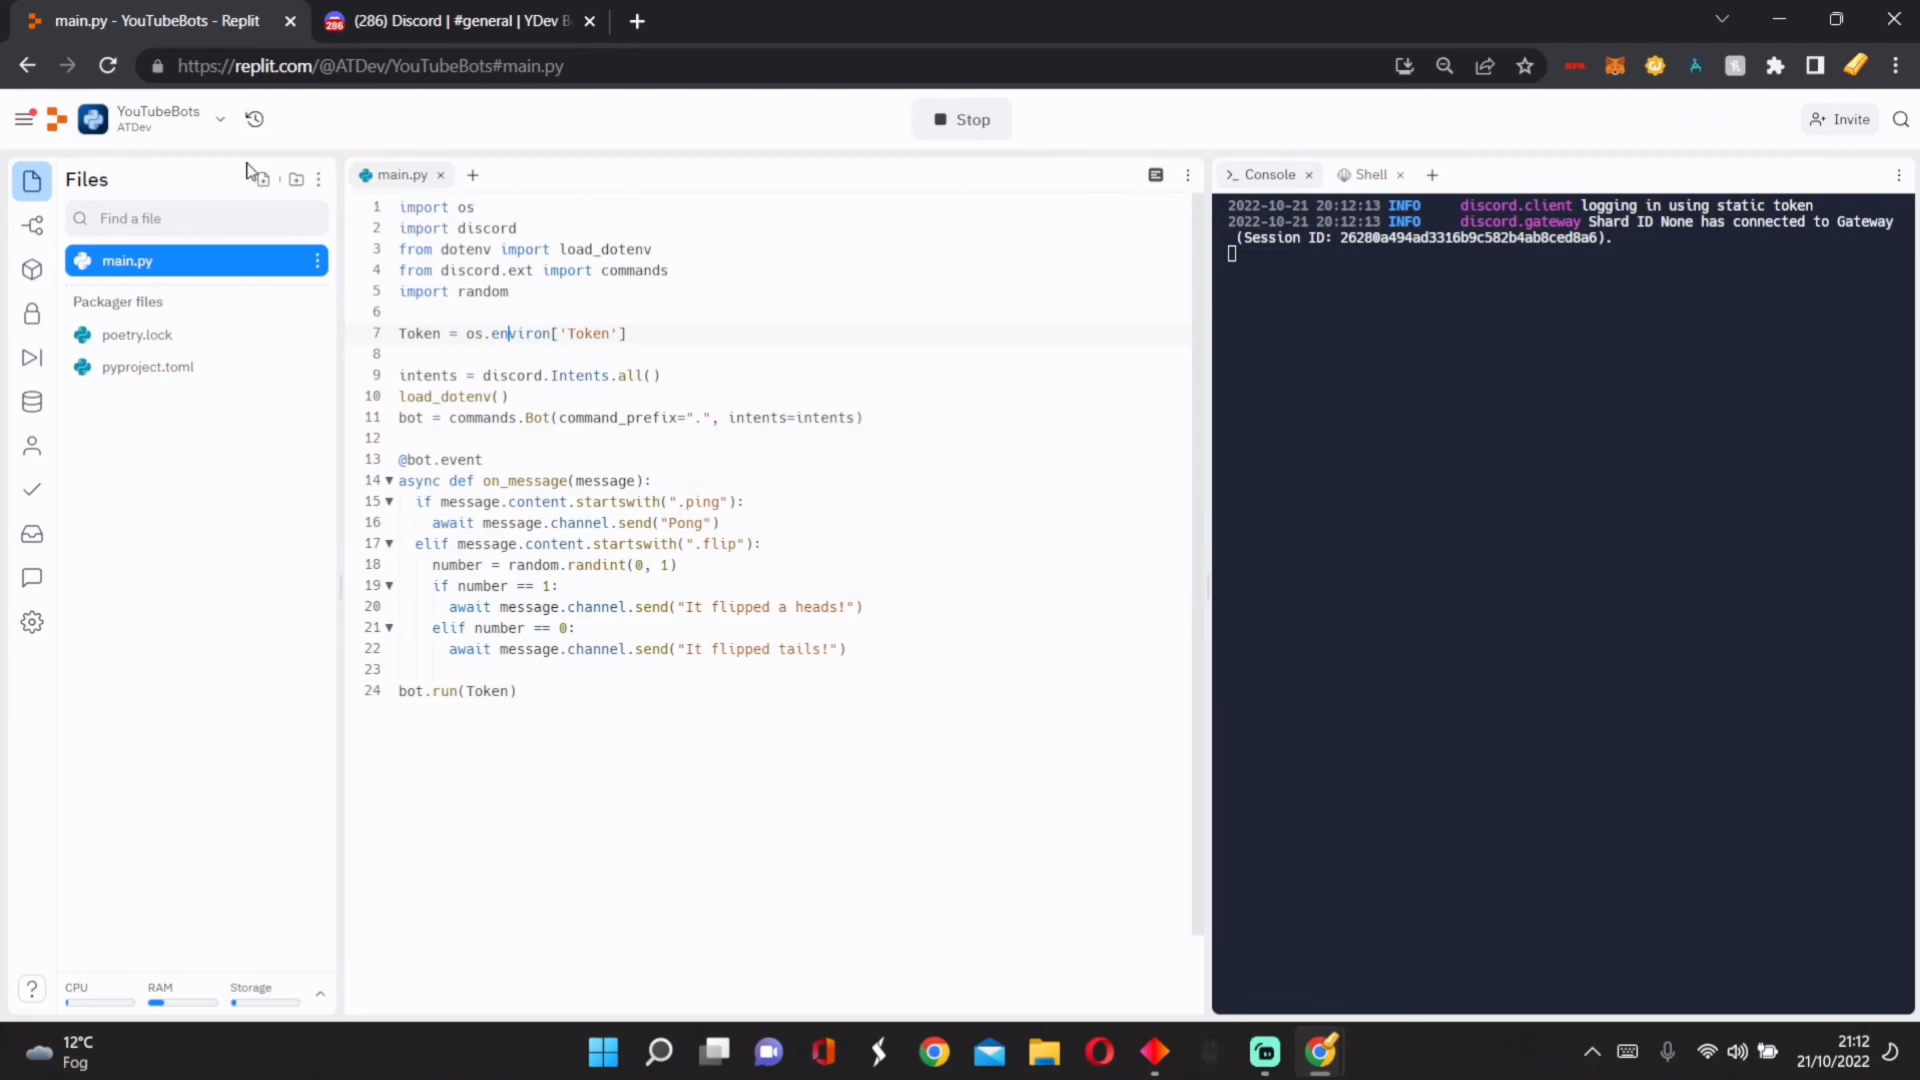 main.py - YouTubeBots - Replit
286
(286) Discord | #general | YDev B
https://replit.com/@ATDev/YouTubeBots#main.py
YouTubeBots
ATDev
Stop
Invite
Files
Find a file
main.py
Packager files
poetry.lock
pyproject.toml
CPU
RAM
Storage
main.py
1 import os
2 import discord
3 from dotenv import load_dotenv
4 from discord.ext import commands
5 import random
6
7 Token = os.environ['Token']
8
9 intents = discord.Intents.all()
10 load_dotenv()
11 bot = commands.Bot(command_prefix=".", intents=intents)
12
13 @bot.event
14 async def on_message(message):
15 if message.content.startswith(".ping"):
16 await message.channel.send("Pong")
17 elif message.content.startswith(".flip"):
18 number = random.randint(0, 1)
19 if number == 1:
20 await message.channel.send("It flipped a heads!")
21 elif number == 0:
22 await message.channel.send("It flipped tails!")
23
24 bot.run(Token)
>_ Console
Shell
2022-10-21 20:12:13 INFO discord.client logging in using static token
2022-10-21 20:12:13 INFO discord.gateway Shard ID None has connected to Gateway
(Session ID: 26280a494ad3316b9c582b4ab8ced8a6).
12°C
Fog
21:12
21/10/2022